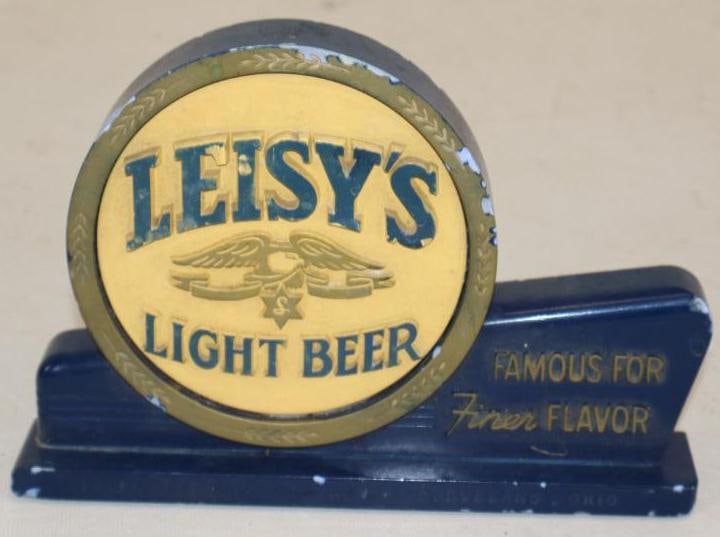 LEISY'S
S
LIGHT BEER
FAMOUS FOR
Finer FLAVOR